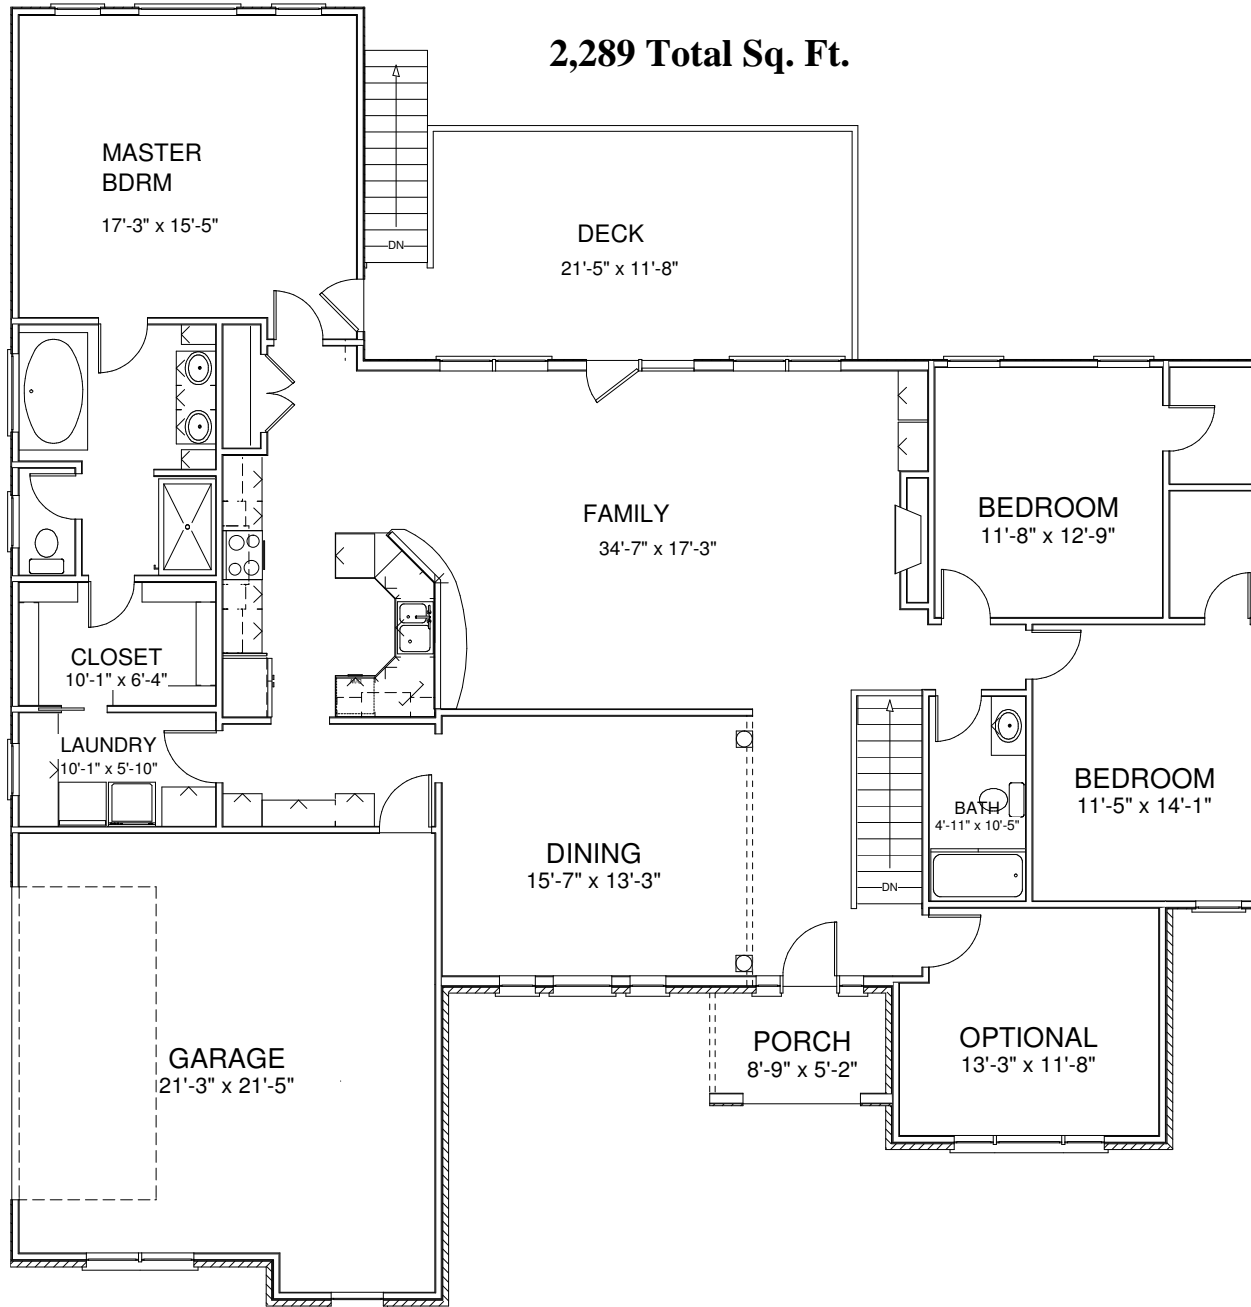 2,289 Total Sq. Ft.
MASTER
BDRM
17'-3" x 15'-5"
DN
DECK
21'-5" x 11'-8"
FAMILY
34'-7" x 17'-3"
BEDROOM
11'-8" x 12'-9"
CLOSET
10'-1" x 6'-4"
LAUNDRY
10'-1" x 5'-10"
BEDROOM
11'-5" x 14'-1"
BATH
4'-11" x 10'-5"
DINING
15'-7" x 13'-3"
DN
GARAGE
21'-3" x 21'-5"
PORCH
8'-9" x 5'-2"
OPTIONAL
13'-3" x 11'-8"